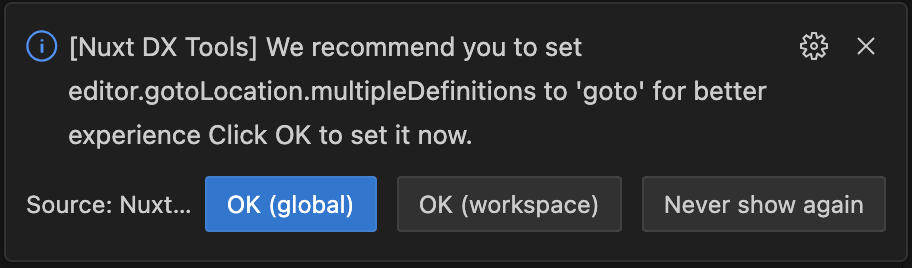 [Nuxt DX Tools] We recommend you to set
editor.gotoLocation.multipleDefinitions to 'goto' for better
experience Click OK to set it now.
Source: Nuxt... OK (global) OK (workspace) Never show again